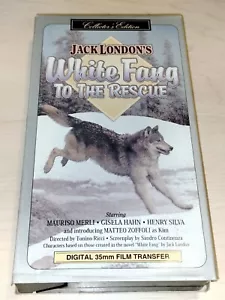 Collector's Edition
JACK LONDON'S
White Fang
TO THE RESCUE
Starring
MAURISO MERLI · GISELA HAHN · HENRY SILVA
and introducing MATTEO ZOFFOLI as Kim
Directed by Tonino Ricci · Screenplay by Sandro Continenza
Characters based on those created in the novel "White Fang" by Jack London
DIGITAL 35mm FILM TRANSFER